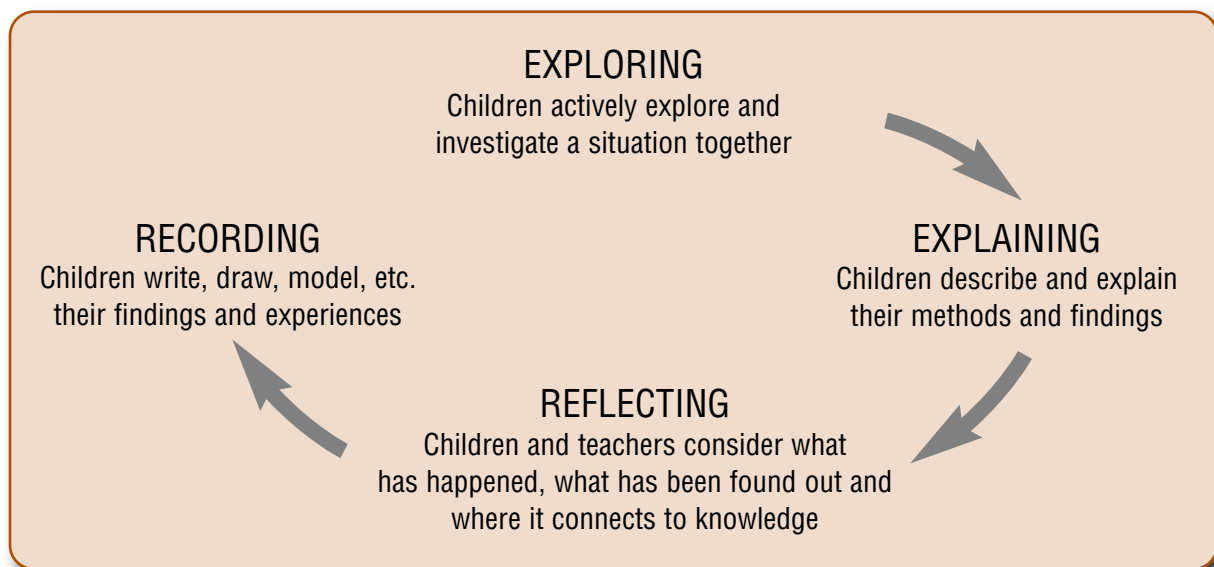 EXPLORING
Children actively explore and
investigate a situation together
EXPLAINING
Children describe and explain
their methods and findings
REFLECTING
Children and teachers consider what
has happened, what has been found out and
where it connects to knowledge
RECORDING
Children write, draw, model, etc.
their findings and experiences